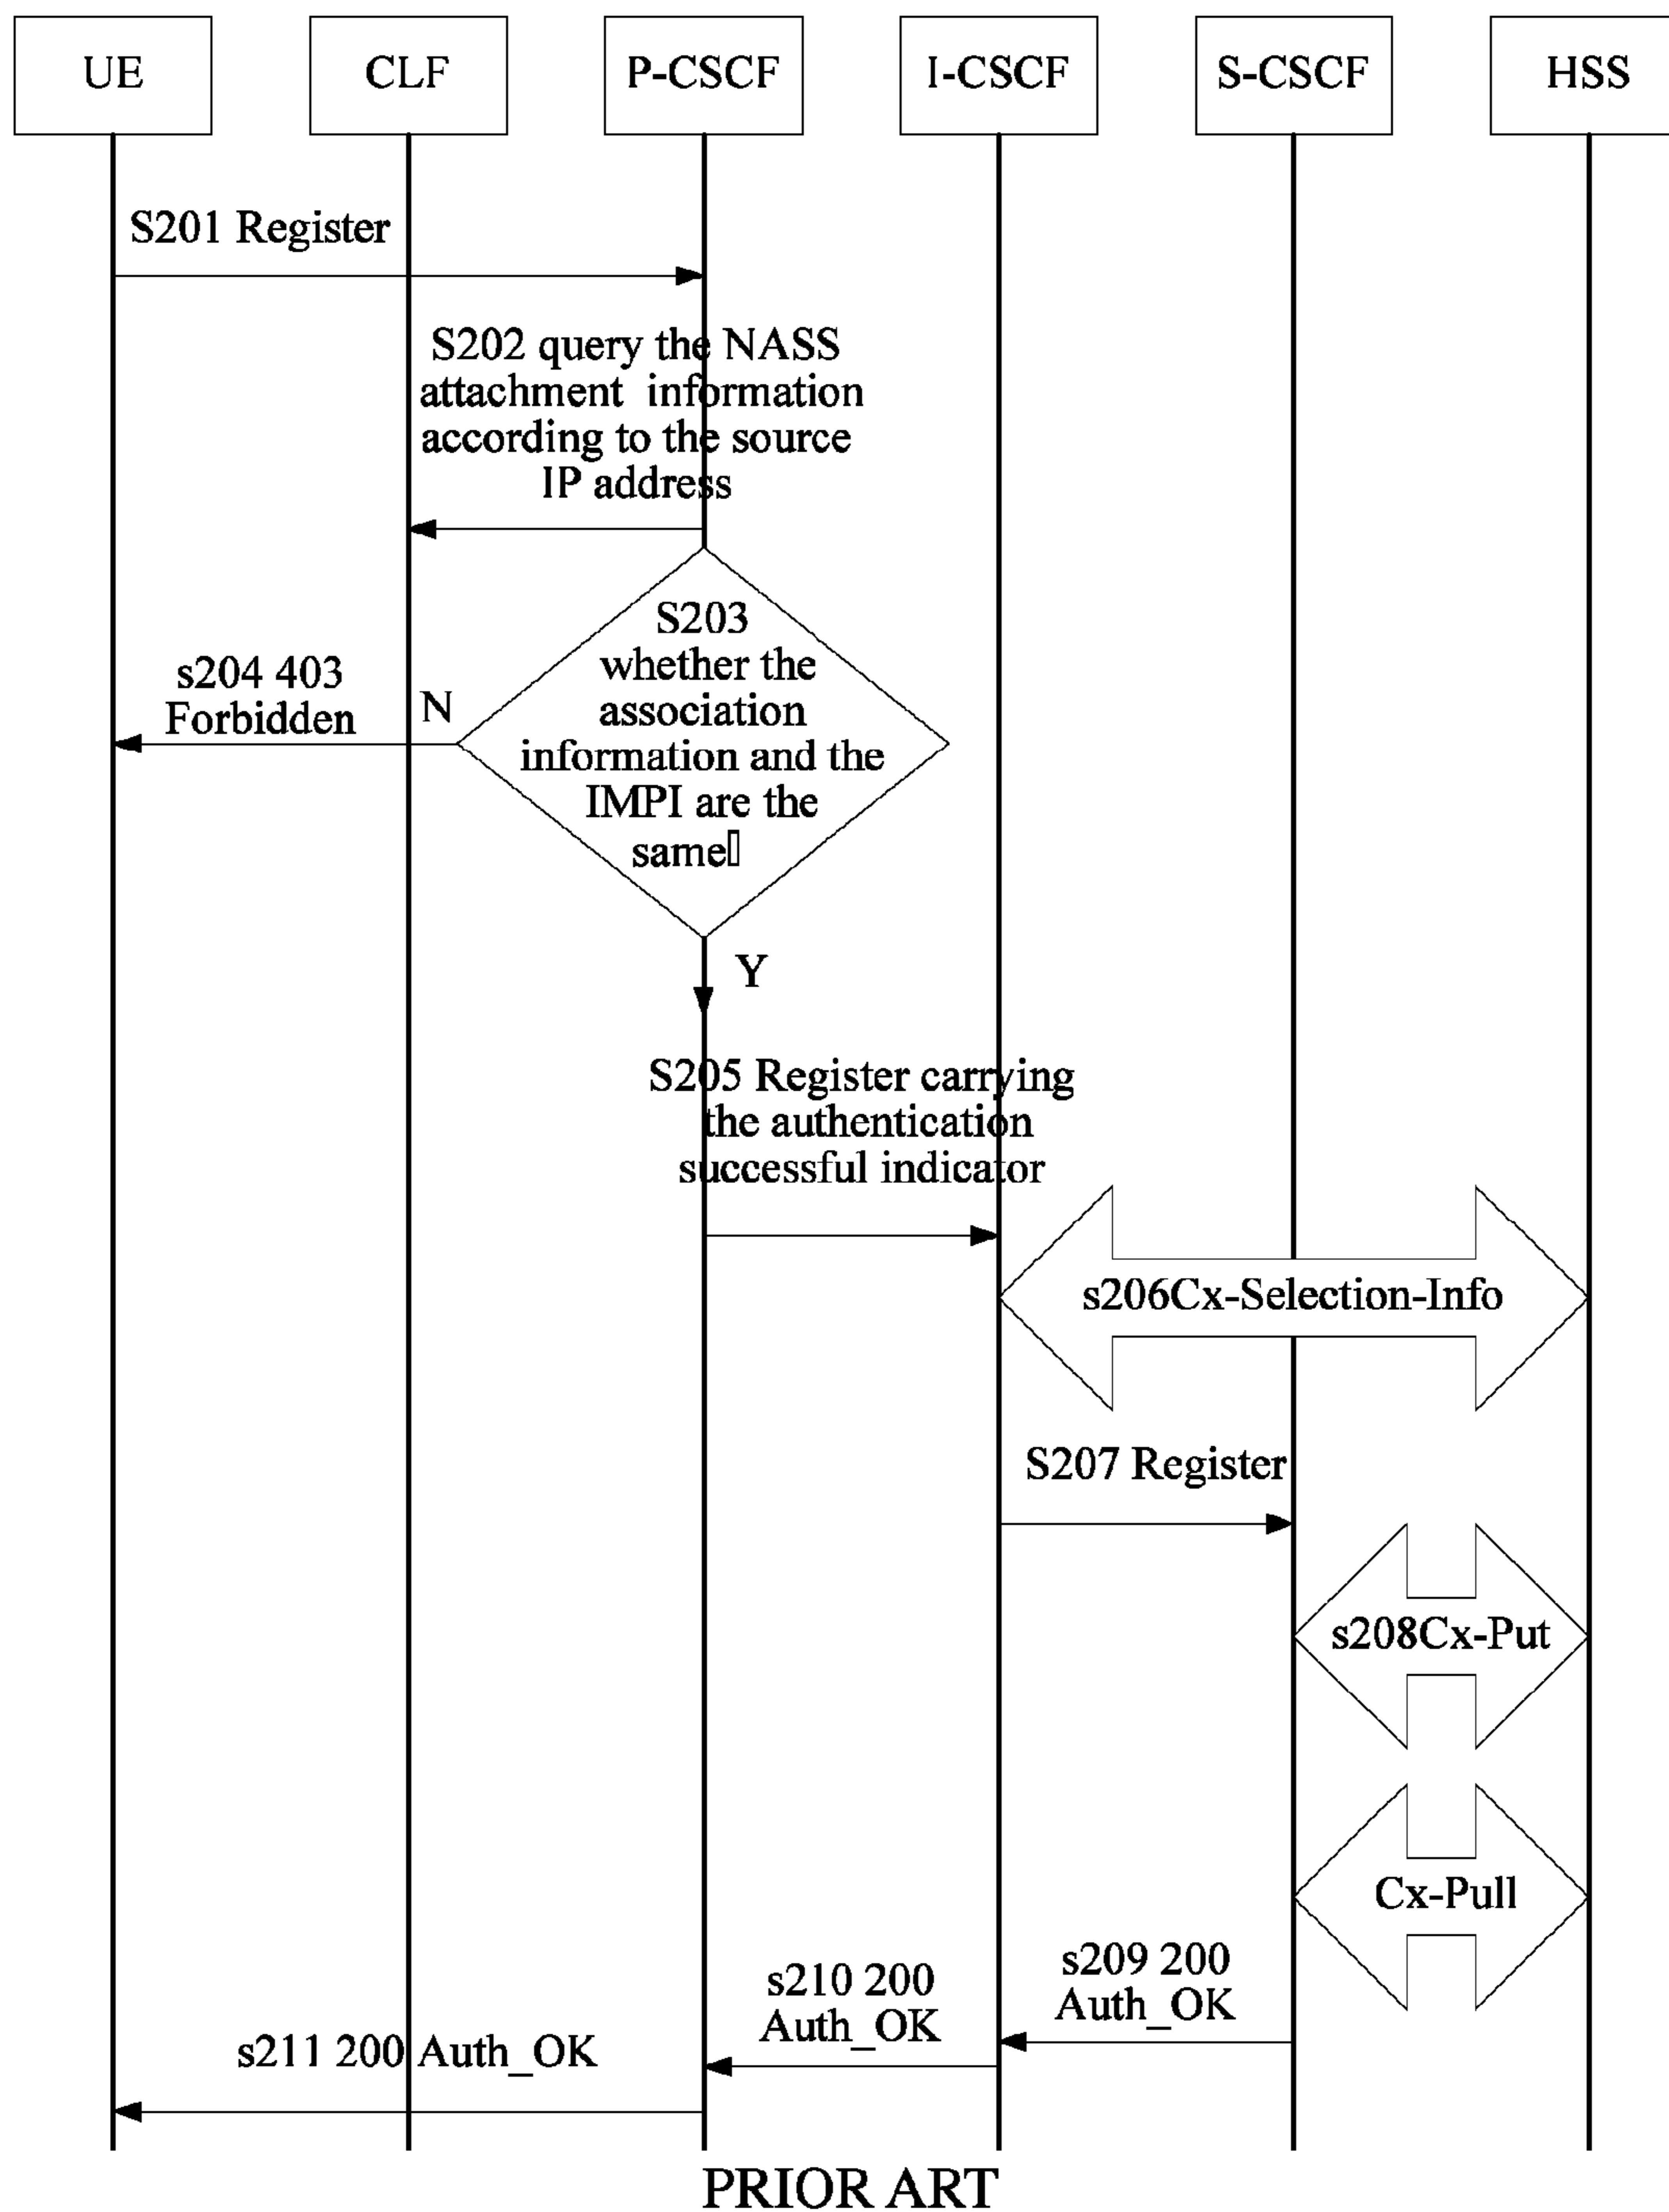 UE
CLF
P-CSCF
I-CSCF
S-CSCF
HSS
S201 Register
S202 query the NASS
attachment information
according to the source
IP address
S203
whether the
association
information and the
IMPI are the
same▯
s204 403
Forbidden
N
Y
S205 Register carrying
the authentication
successful indicator
s206Cx-Selection-Info
S207 Register
s208Cx-Put
Cx-Pull
s209 200
Auth_OK
s210 200
Auth_OK
s211 200 Auth_OK
PRIOR ART